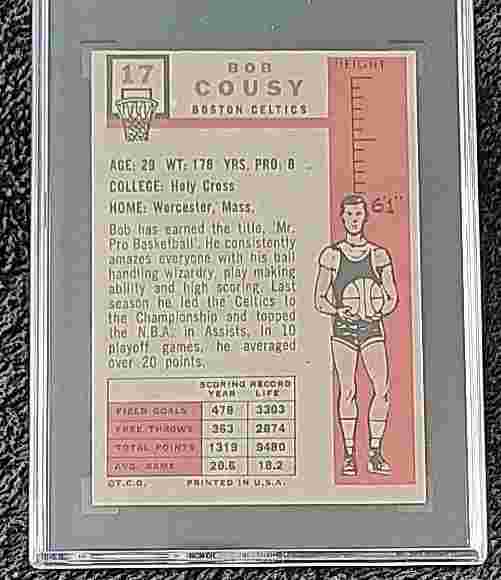 17
BOB
COUSY
BOSTON CELTICS
HEIGHT
6'1"
AGE: 29 WT: 178 YRS. PRO: 8
COLLEGE: Holy Cross
HOME: Worcester, Mass.
Bob has earned the title, 'Mr.
Pro Basketball'. He consistently
amazes everyone with his ball
handling wizardry, play making
ability and high scoring. Last
season he led the Celtics to
the Championship and topped
the N.B.A. in Assists. In 10
playoff games, he averaged
over 20 points.
SCORING RECORD
YEAR LIFE
FIELD GOALS 478 3303
FREE THROWS 363 2874
TOTAL POINTS 1319 9480
AVG. GAME 20.6 18.2
©T.C.G. PRINTED IN U.S.A.